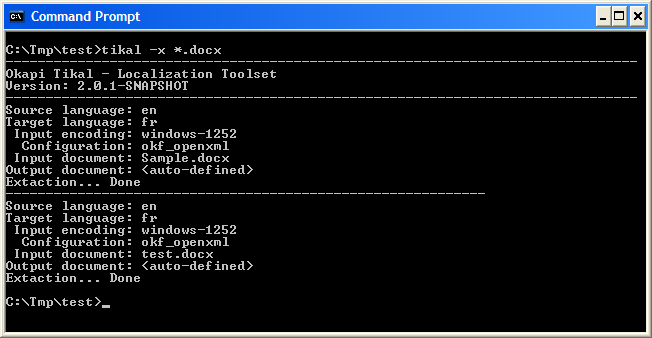 Command Prompt
C:\Tmp\test>tikal -x *.docx
-------------------------------------------------------------------------------
Okapi Tikal - Localization Toolset
Version: 2.0.1-SNAPSHOT
-------------------------------------------------------------------------------
Source language: en
Target language: fr
 Input encoding: windows-1252
  Configuration: okf_openxml
 Input document: Sample.docx
Output document: <auto-defined>
Extaction... Done
------------------------------------------------------------
Source language: en
Target language: fr
 Input encoding: windows-1252
  Configuration: okf_openxml
 Input document: test.docx
Output document: <auto-defined>
Extaction... Done
C:\Tmp\test>_